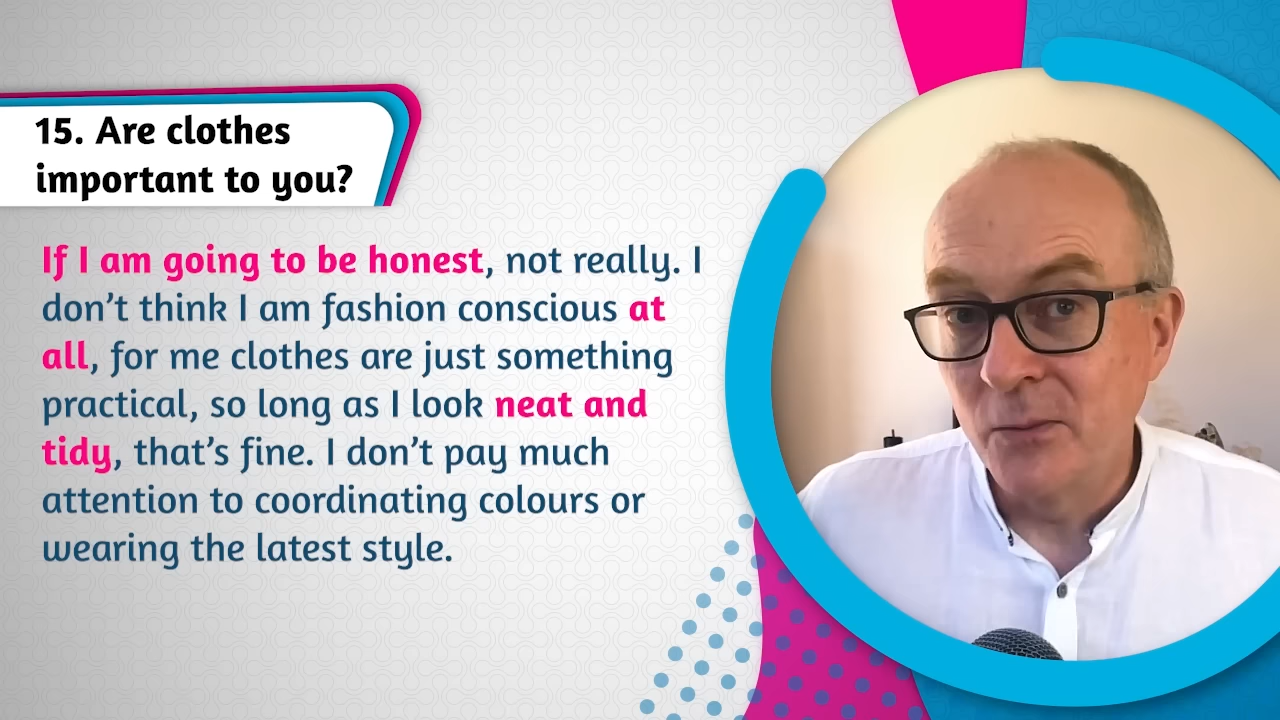 15. Are clothes
important to you?
If I am going to be honest, not really. I
don’t think I am fashion conscious at
all, for me clothes are just something
practical, so long as I look neat and
tidy, that’s fine. I don’t pay much
attention to coordinating colours or
wearing the latest style.